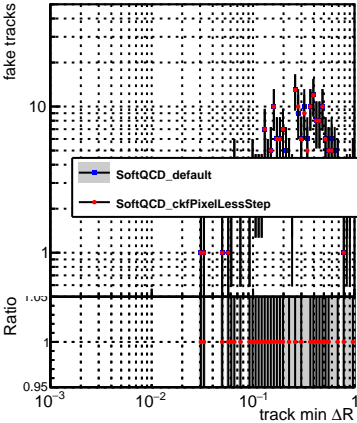 fake tracks
10
SoftQCD_default
SoftQCD_ckfPixelLessStep
1
1.05
Ratio
1
0.95
10⁻³ 10⁻² 10⁻¹ 1
track min ΔR